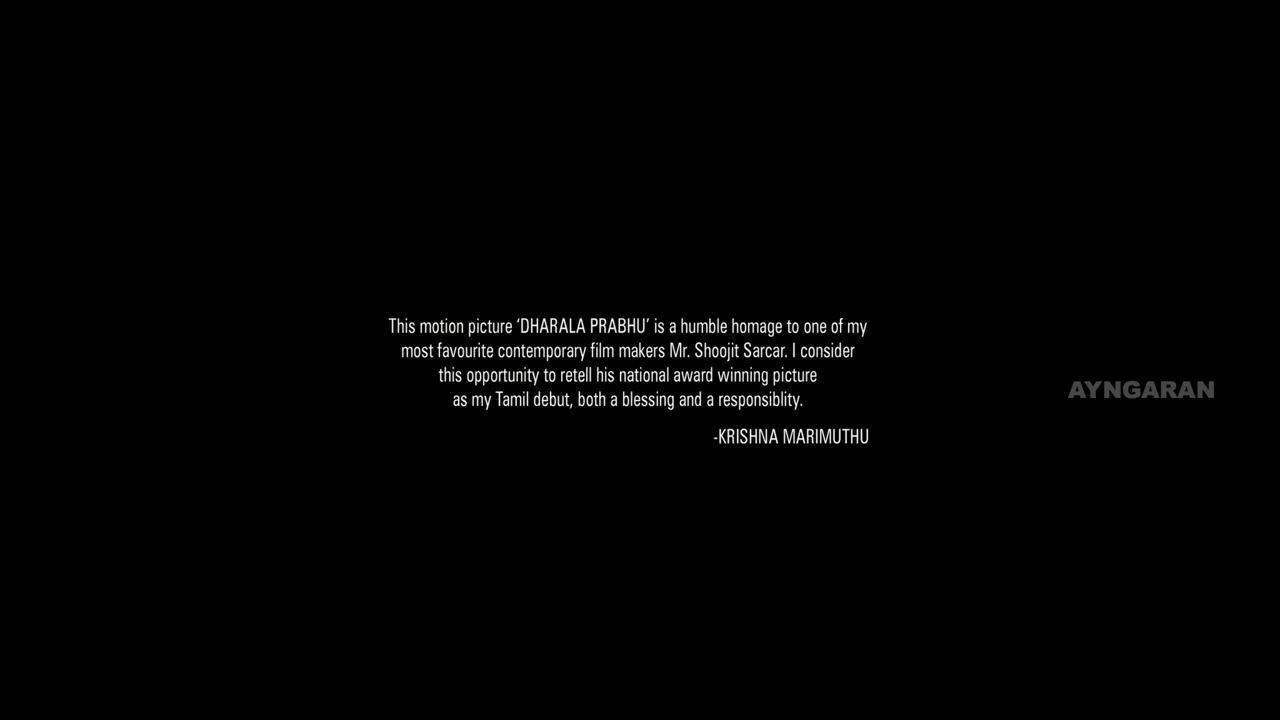 This motion picture ‘DHARALA PRABHU’ is a humble homage to one of my
most favourite contemporary film makers Mr. Shoojit Sarcar. I consider
this opportunity to retell his national award winning picture
as my Tamil debut, both a blessing and a responsiblity.
-KRISHNA MARIMUTHU
AYNGARAN